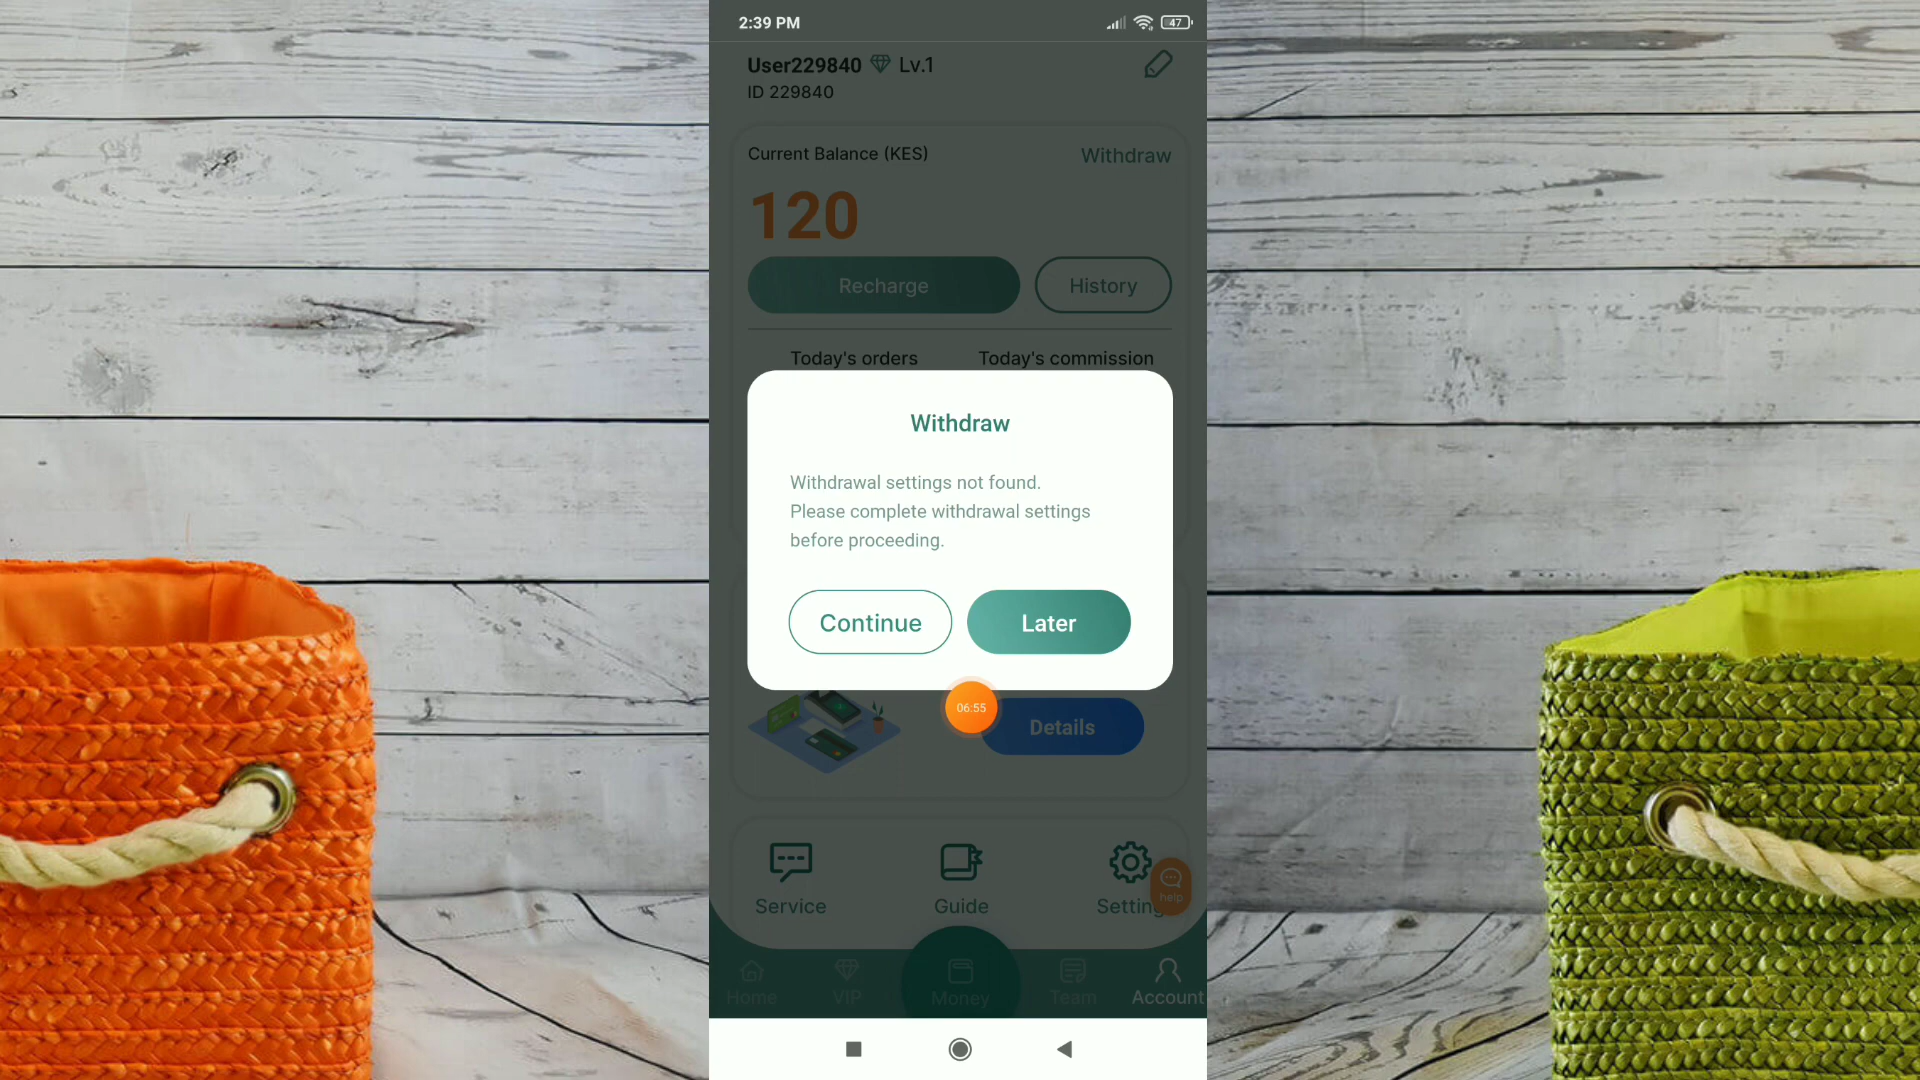 2:39 PM
47
User229840 Lv.1
ID 229840
Current Balance (KES)
Withdraw
120
Recharge
History
Today's orders
Today's commission
Withdraw
Withdrawal settings not found.
Please complete withdrawal settings
before proceeding.
Continue
Later
06:55
Details
Service
Guide
Setting
help
Home
VIP
Money
Team
Account